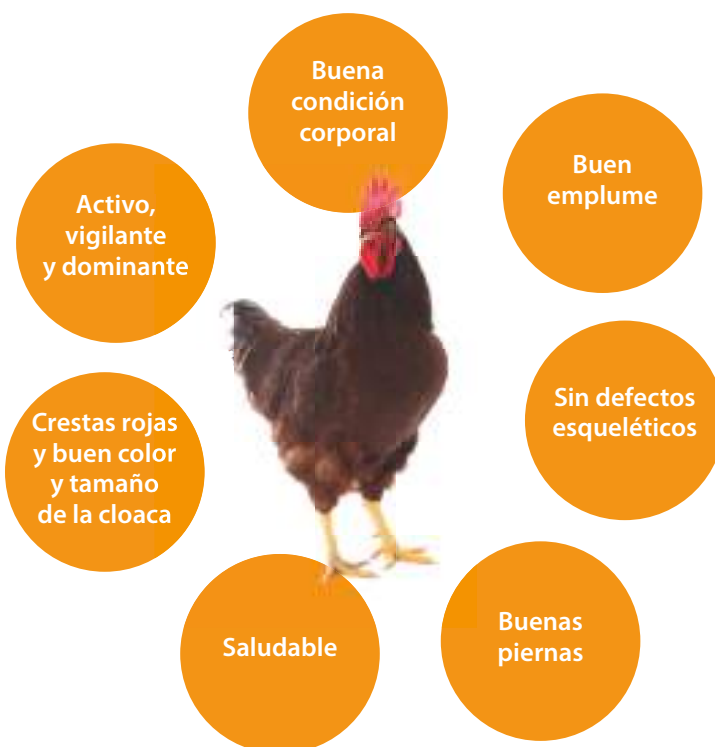 Buena
condición
corporal
Buen
emplume
Activo,
vigilante
y dominante
Sin defectos
esqueléticos
Crestas rojas
y buen color
y tamaño
de la cloaca
Buenas
piernas
Saludable